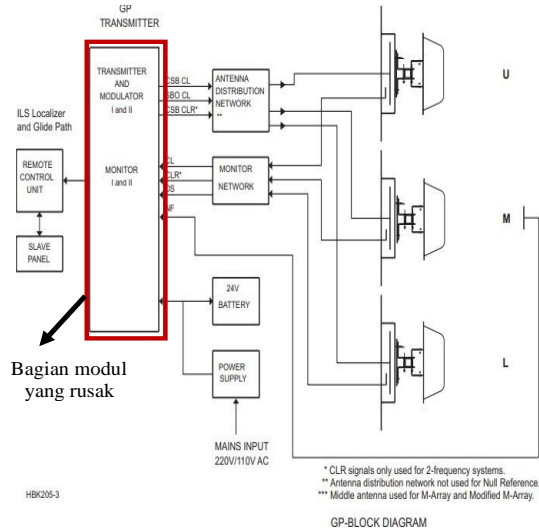 GP
TRANSMITTER
TRANSMITTER
AND
MODULATOR
I and II
MONITOR
I and II
ILS Localizer
and Glide Path
REMOTE
CONTROL
UNIT
SLAVE
PANEL
CSB CL
SBO CL
CSB CLR*
ANTENNA
DISTRIBUTION
NETWORK
**
CL
CLR*
DS
NF
MONITOR
NETWORK
24V
BATTERY
POWER
SUPPLY
MAINS INPUT
220V/110V AC
U
M
L
Bagian modul
yang rusak
* CLR signals only used for 2-frequency systems.
** Antenna distribution network not used for Null Reference.
*** Middle antenna used for M-Array and Modified M-Array.
HBK205-3
GP-BLOCK DIAGRAM